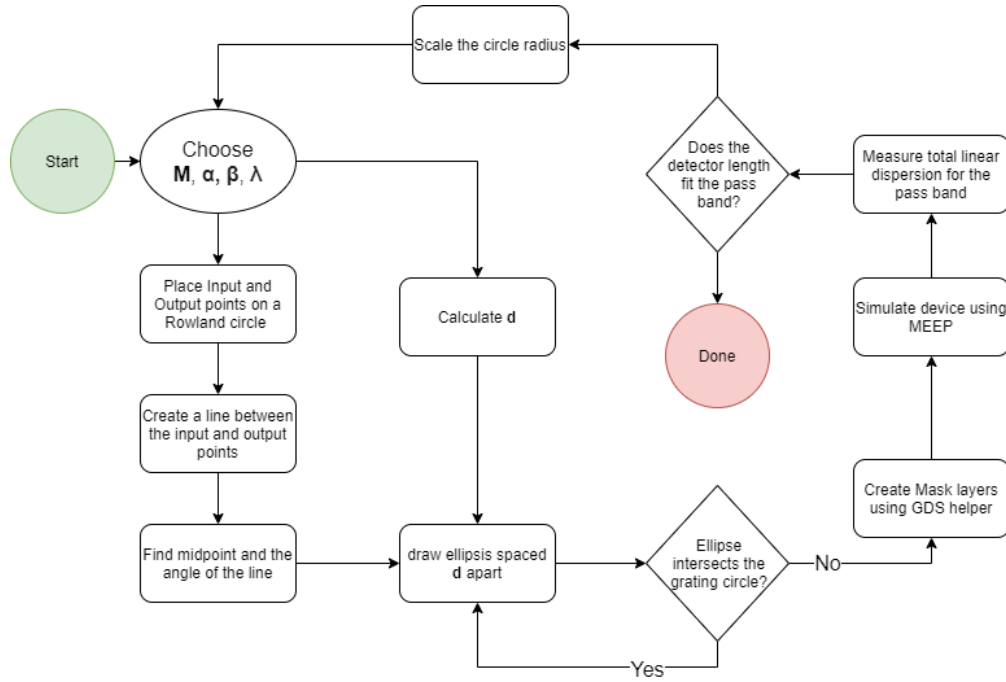 Scale the circle radius
Start
Choose
M, α, β, λ
Does the
detector length
fit the pass
band?
Measure total linear
dispersion for the
pass band
Place Input and
Output points on a
Rowland circle
Calculate d
Done
Simulate device using
MEEP
Create a line between
the input and output
points
Create Mask layers
using GDS helper
Find midpoint and the
angle of the line
draw ellipsis spaced
d apart
Ellipse
intersects the
grating circle?
No
Yes